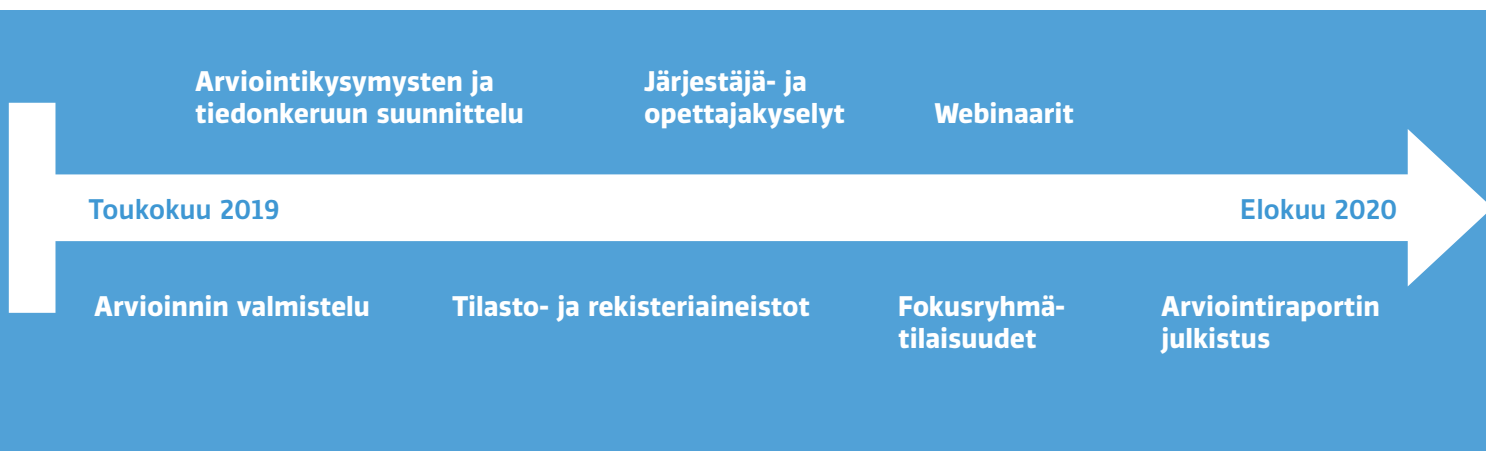 Arviointikysymysten ja
tiedonkeruun suunnittelu
Järjestäjä- ja
opettajakyselyt
Webinaarit
Toukokuu 2019
Elokuu 2020
Arvioinnin valmistelu
Tilasto- ja rekisteriaineistot
Fokusryhmä-
tilaisuudet
Arviointiraportin
julkistus